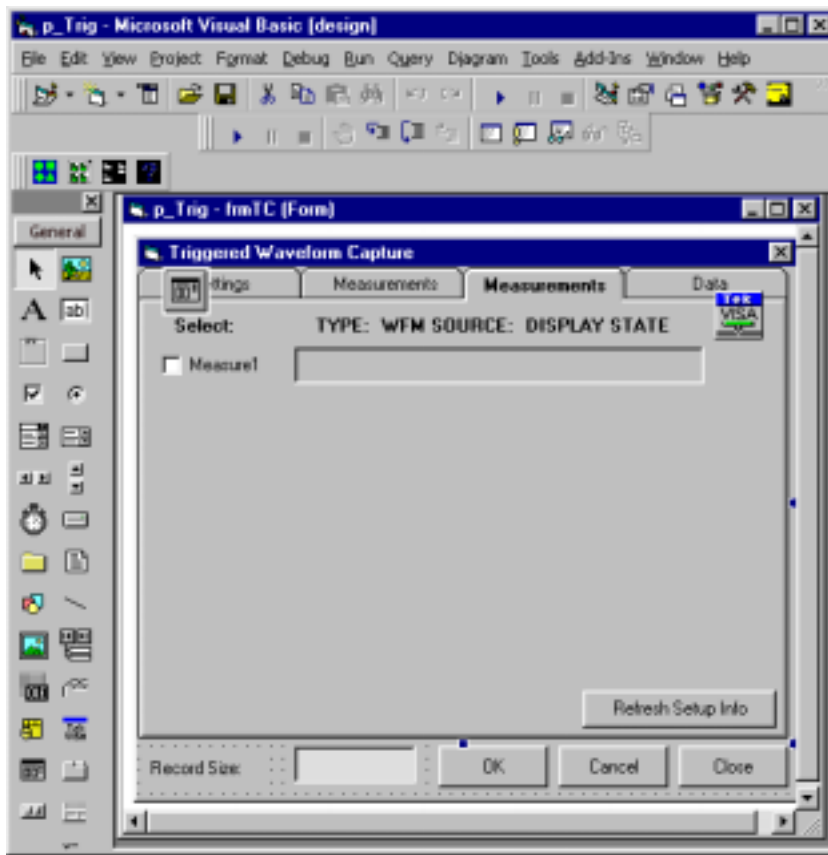 p_Trig - Microsoft Visual Basic [design]
File Edit View Project Format Debug Run Query Diagram Tools Add-Ins Window Help
General
p_Trig - frmTC (Form)
Triggered Waveform Capture
ttings Measurements Measurements Data
Tek
VISA
Select: TYPE: WFM SOURCE: DISPLAY STATE
Measure1
Refresh Setup Info
Record Size: OK Cancel Close